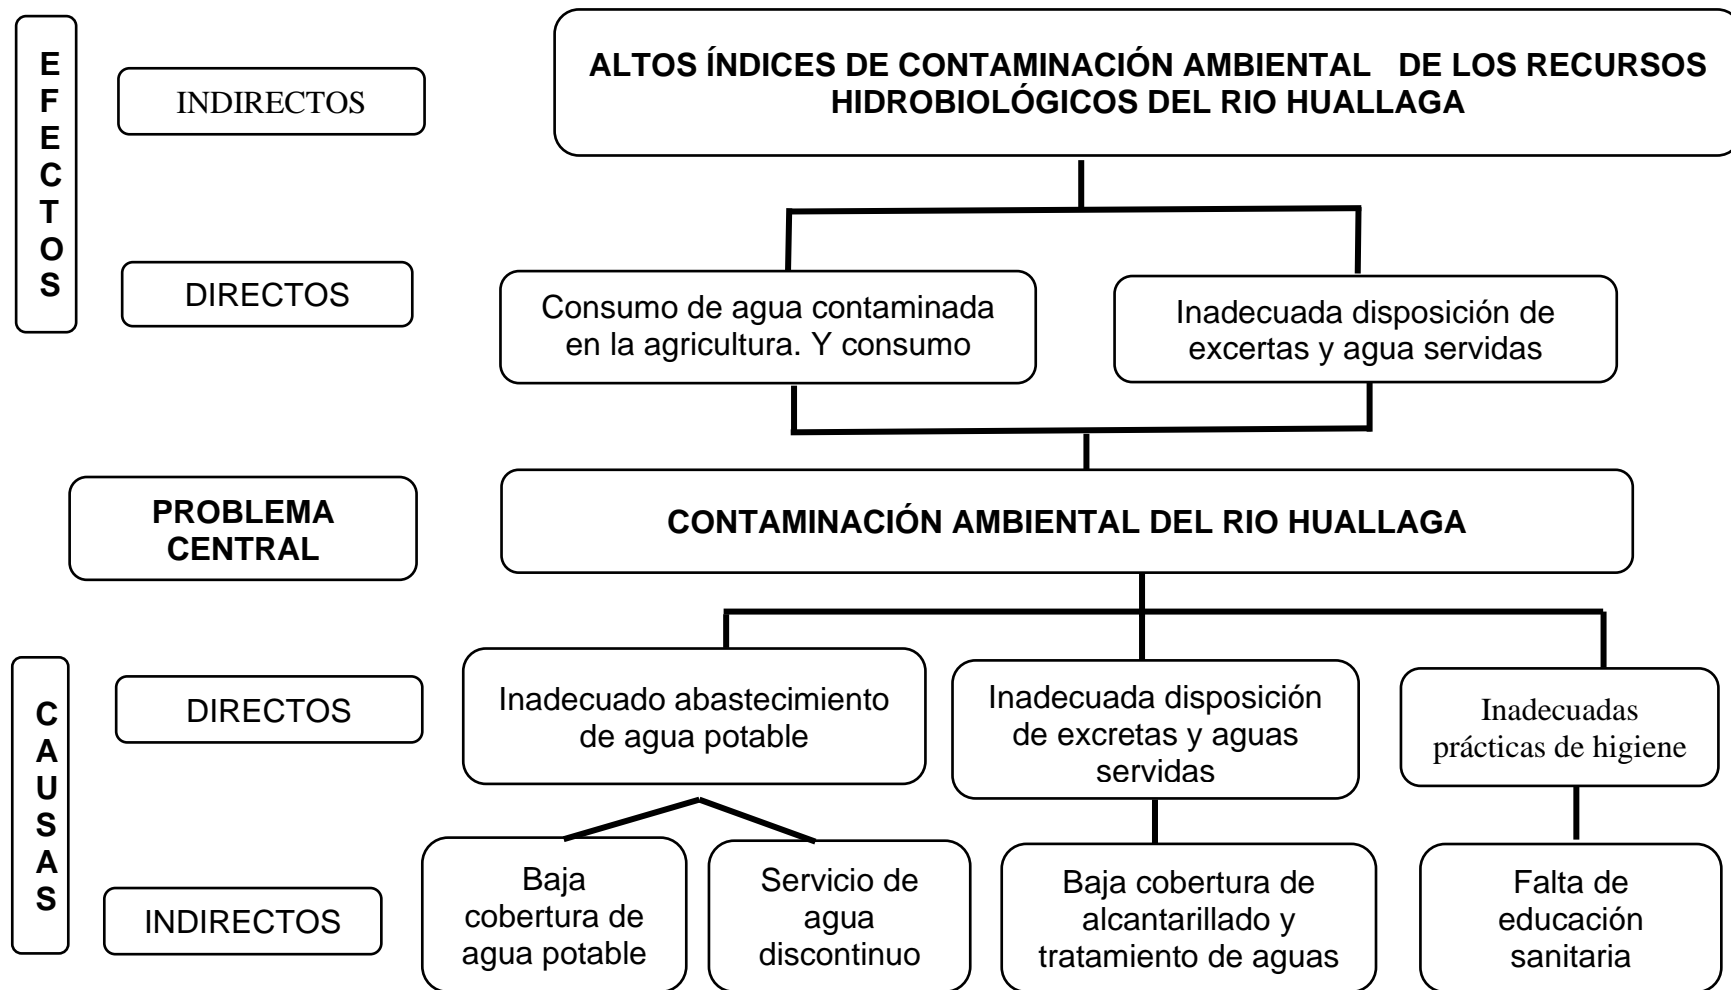 EFECTOS
INDIRECTOS
ALTOS ÍNDICES DE CONTAMINACIÓN AMBIENTAL   DE LOS RECURSOS
HIDROBIOLÓGICOS DEL RIO HUALLAGA
DIRECTOS
Consumo de agua contaminada
en la agricultura. Y consumo
Inadecuada disposición de
excertas y agua servidas
PROBLEMA
CENTRAL
CONTAMINACIÓN AMBIENTAL DEL RIO HUALLAGA
CAUSAS
DIRECTOS
Inadecuado abastecimiento
de agua potable
Inadecuada disposición
de excretas y aguas
servidas
Inadecuadas
prácticas de higiene
INDIRECTOS
Baja
cobertura de
agua potable
Servicio de
agua
discontinuo
Baja cobertura de
alcantarillado y
tratamiento de aguas
Falta de
educación
sanitaria